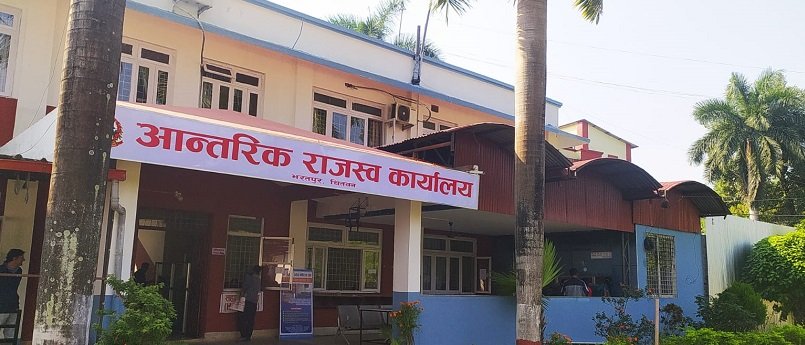 आन्तरिक राजस्व कार्यालय
भरतपुर, चितवन